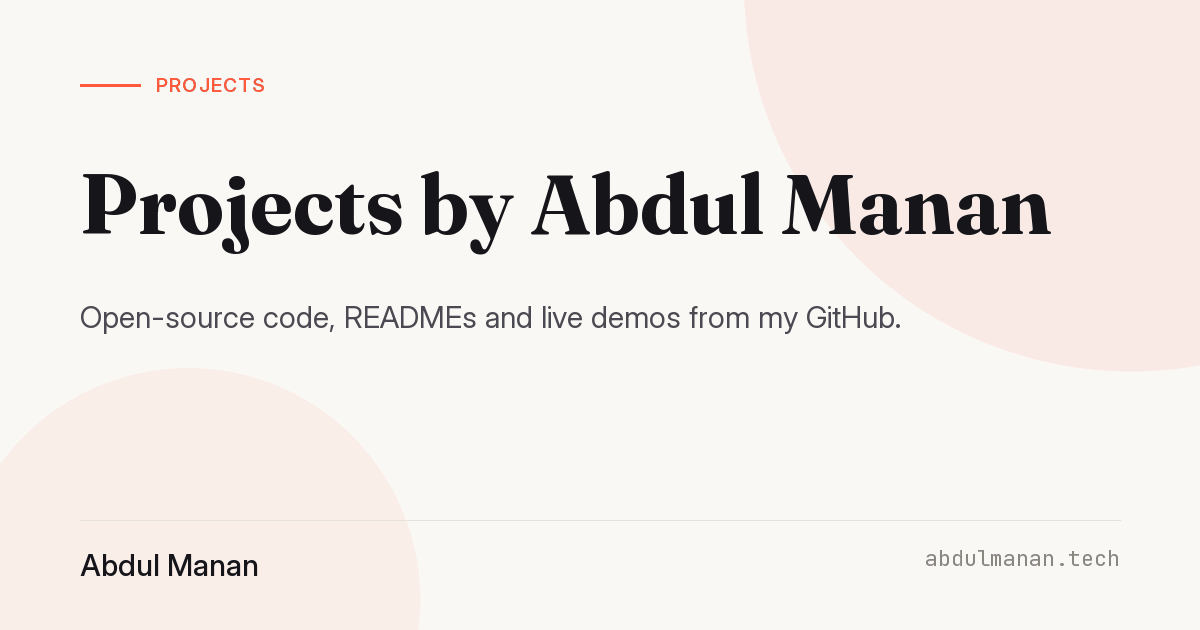 PROJECTS
Projects by Abdul Manan
Open-source code, READMEs and live demos from my GitHub.
Abdul Manan
abdulmanan.tech